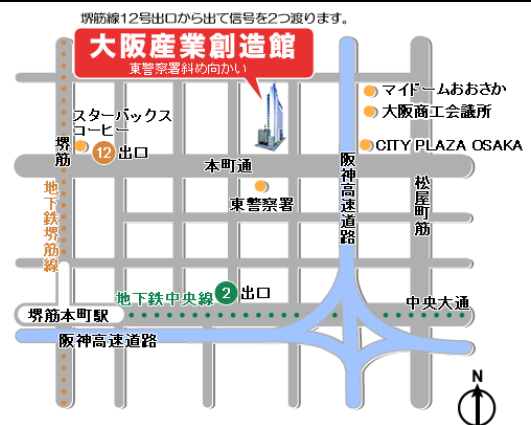 堺筋線12号出口から出て信号を2つ渡ります。
大阪産業創造館
東警察署斜め向かい
マイドームおおさか
大阪商工会議所
スターバックス
コーヒー
12 出口
堺筋
CITY PLAZA OSAKA
本町通
阪神高速道路
松屋町筋
東警察署
地下鉄堺筋線
地下鉄中央線 2 出口
中央大通
堺筋本町駅
阪神高速道路
N